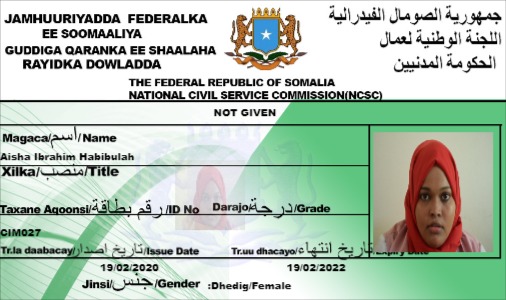 JAMHUURIYADDA FEDERALKA
EE SOOMAALIYA
GUDDIGA QARANKA EE SHAALAHA
RAYIDKA DOWLADDA
جمهورية الصومال الفيدرالية
اللجنة الوطنية لعمال
الحكومة المدنيين
THE FEDERAL REPUBLIC OF SOMALIA
NATIONAL CIVIL SERVICE COMMISSION(NCSC)
NOT GIVEN
Magaca/اسم/Name
Aisha Ibrahim Habibulah
Xilka/منصب/Title
Taxane Aqoonsi/رقم بطاقة/ID No Darajo/درجة/Grade
CIM027
Tr.la daabacay/تاريخ اصدار/Issue Date Tr.uu dhacayo/تاريخ انتهاء/Expiry Date
19/02/2020 19/02/2022
Jinsi/جنس/Gender :Dhedig/Female